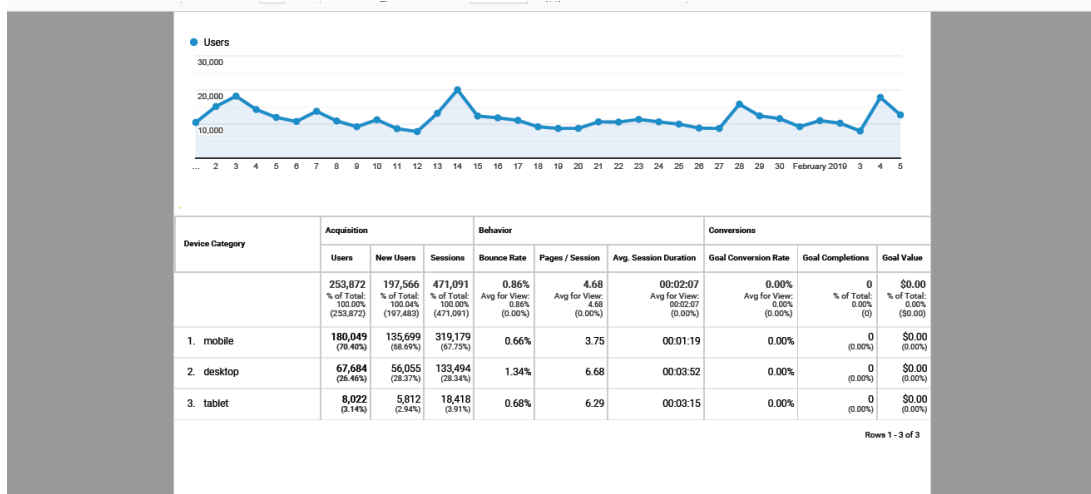 Users
30,000
20,000
10,000
... 2 3 4 5 6 7 8 9 10 11 12 13 14 15 16 17 18 19 20 21 22 23 24 25 26 27 28 29 30 February 2019 3 4 5
Device Category Acquisition Behavior Conversions
Users New Users Sessions Bounce Rate Pages / Session Avg. Session Duration Goal Conversion Rate Goal Completions Goal Value
253,872 197,566 471,091 0.86% 4.68 00:02:07 0.00% 0 $0.00
% of Total: % of Total: % of Total: Avg for View: Avg for View: Avg for View: Avg for View: % of Total: % of Total:
100.00% 100.04% 100.00% 0.86% 4.68 00:02:07 0.00% 0.00% 0.00%
(253,872) (197,483) (471,091) (0.00%) (0.00%) (0.00%) (0.00%) (0) ($0.00)
1. mobile 180,049 135,699 319,179 0.66% 3.75 00:01:19 0.00% 0 $0.00
(70.40%) (68.69%) (67.75%) (0.00%) (0.00%)
2. desktop 67,684 56,055 133,494 1.34% 6.68 00:03:52 0.00% 0 $0.00
(26.46%) (28.37%) (28.34%) (0.00%) (0.00%)
3. tablet 8,022 5,812 18,418 0.68% 6.29 00:03:15 0.00% 0 $0.00
(3.14%) (2.94%) (3.91%) (0.00%) (0.00%)
Rows 1 - 3 of 3